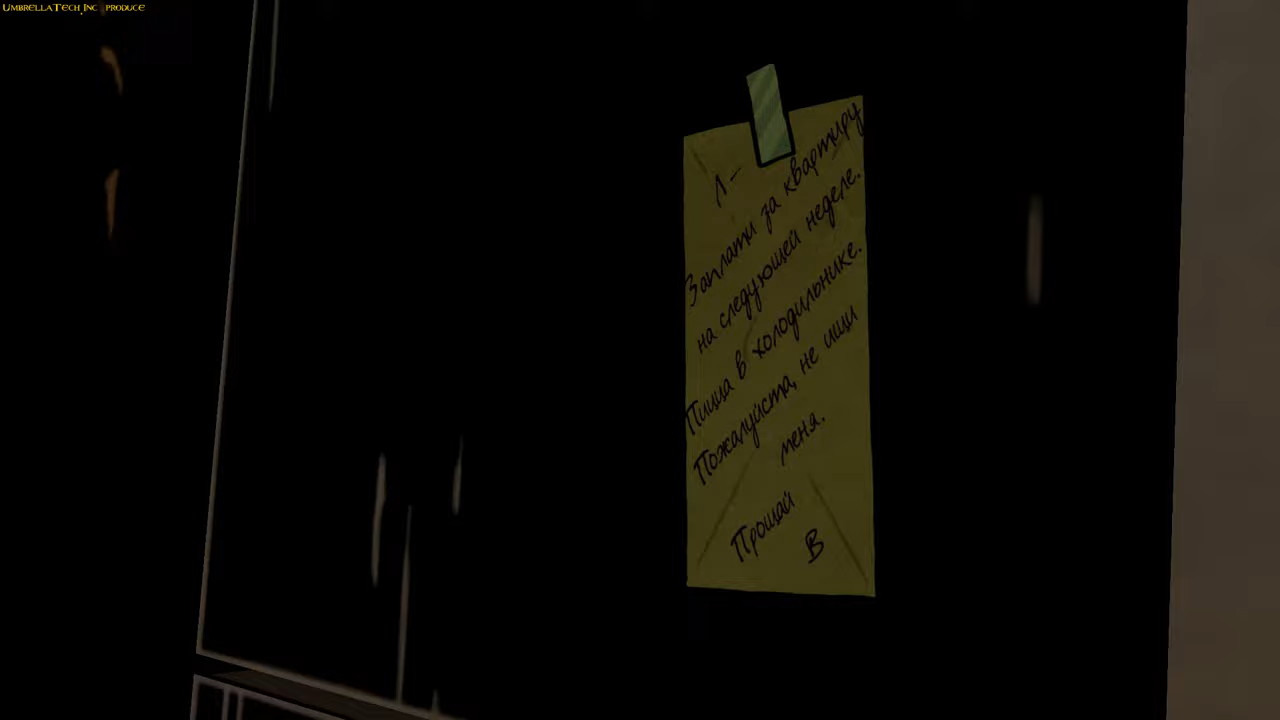 UmbrellaTech Inc produce
Л-
Заплати за квартиру
на следующей неделе.
Пицца в холодильнике.
Пожалуйста, не ищи
меня.
Прощай
В